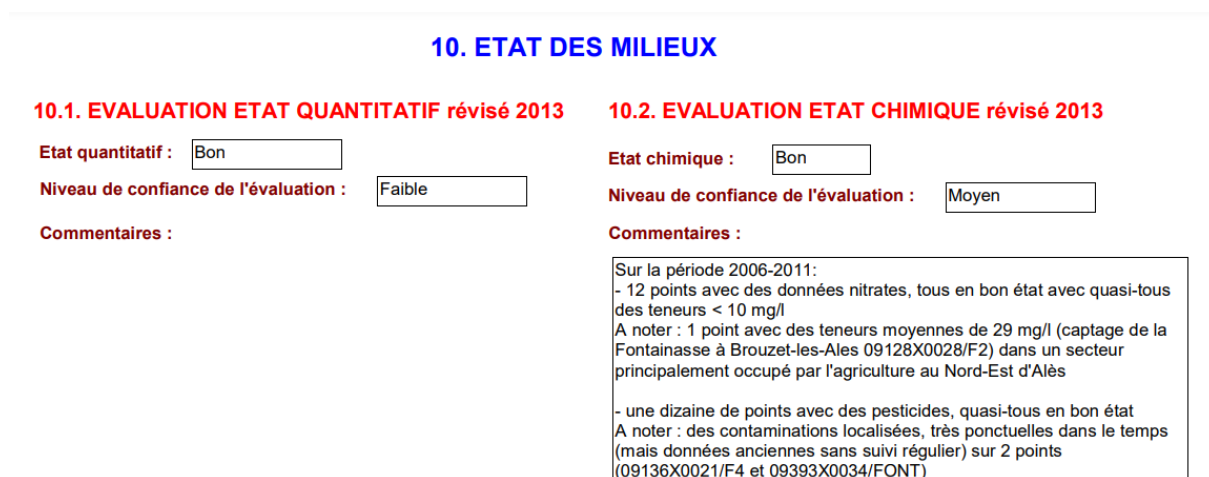 10. ETAT DES MILIEUX
10.1. EVALUATION ETAT QUANTITATIF révisé 2013
Etat quantitatif : Bon
Niveau de confiance de l'évaluation : Faible
Commentaires :
10.2. EVALUATION ETAT CHIMIQUE révisé 2013
Etat chimique : Bon
Niveau de confiance de l'évaluation : Moyen
Commentaires :
Sur la période 2006-2011:
- 12 points avec des données nitrates, tous en bon état avec quasi-tous
des teneurs < 10 mg/l
A noter : 1 point avec des teneurs moyennes de 29 mg/l (captage de la
Fontainasse à Brouzet-les-Ales 09128X0028/F2) dans un secteur
principalement occupé par l'agriculture au Nord-Est d'Alès
- une dizaine de points avec des pesticides, quasi-tous en bon état
A noter : des contaminations localisées, très ponctuelles dans le temps
(mais données anciennes sans suivi régulier) sur 2 points
(09136X0021/F4 et 09393X0034/FONT)